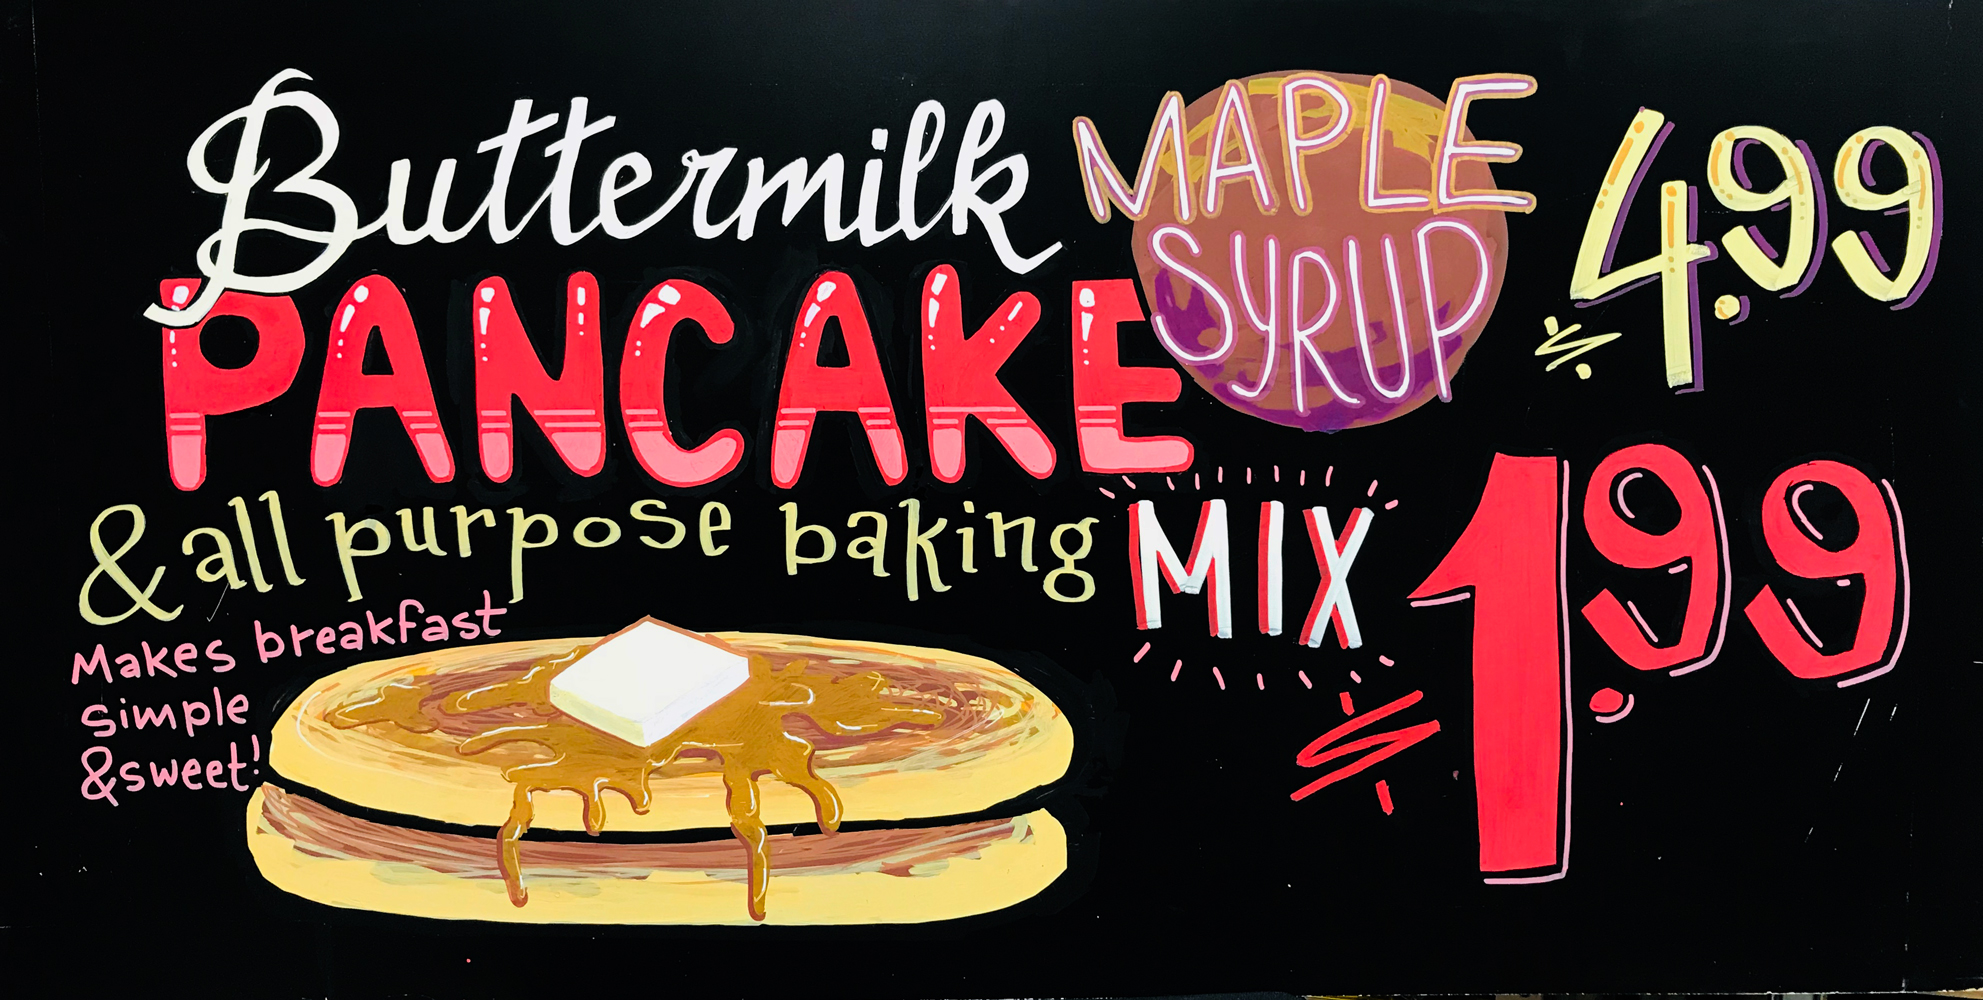 Buttermilk
PANCAKE
& all purpose baking MIX
$1.99
MAPLE
SYRUP
$4.99
Makes breakfast
simple
& sweet!